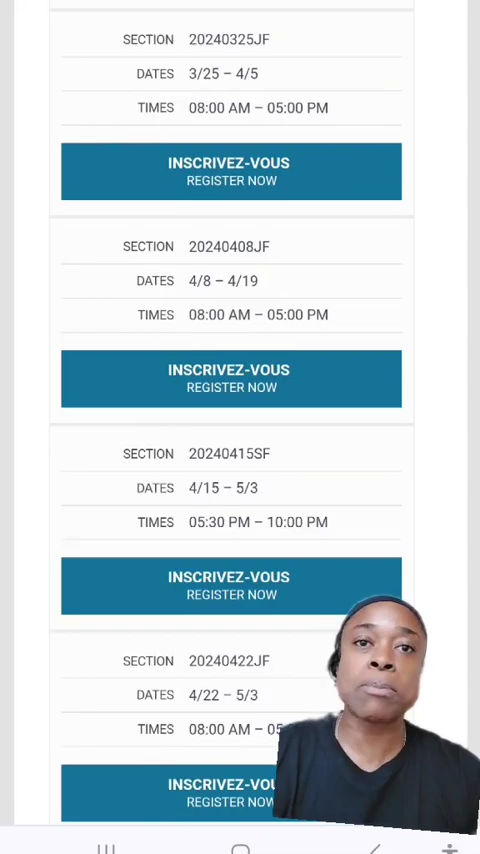 SECTION 20240325JF
DATES 3/25 – 4/5
TIMES 08:00 AM – 05:00 PM
INSCRIVEZ-VOUS
REGISTER NOW
SECTION 20240408JF
DATES 4/8 – 4/19
TIMES 08:00 AM – 05:00 PM
INSCRIVEZ-VOUS
REGISTER NOW
SECTION 20240415SF
DATES 4/15 – 5/3
TIMES 05:30 PM – 10:00 PM
INSCRIVEZ-VOUS
REGISTER NOW
SECTION 20240422JF
DATES 4/22 – 5/3
TIMES 08:00 AM –
REGISTER NOW